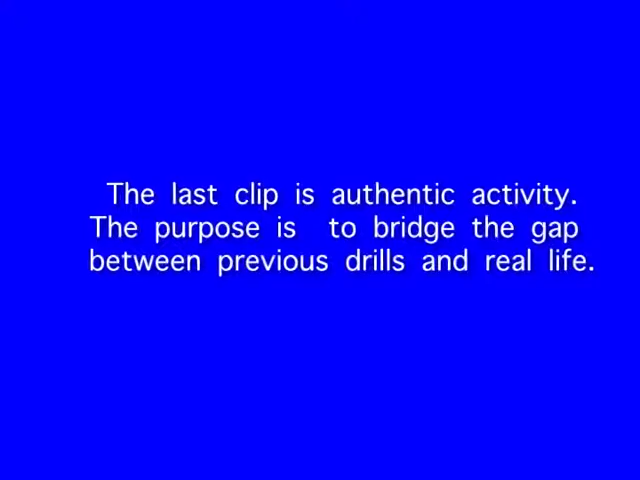 The last clip is authentic activity.
The purpose is to bridge the gap
between previous drills and real life.